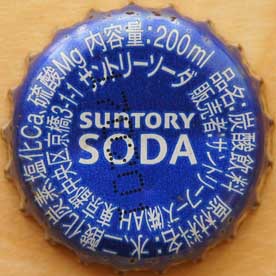 サントリーソーダ
SUNTORY
SODA
品名:炭酸飲料 原材料名:水、二酸化炭素、塩化Ca、硫酸Mg 内容量:200ml
販売者 サントリーフーズ㈱AH 東京都中央区京橋3-1-1